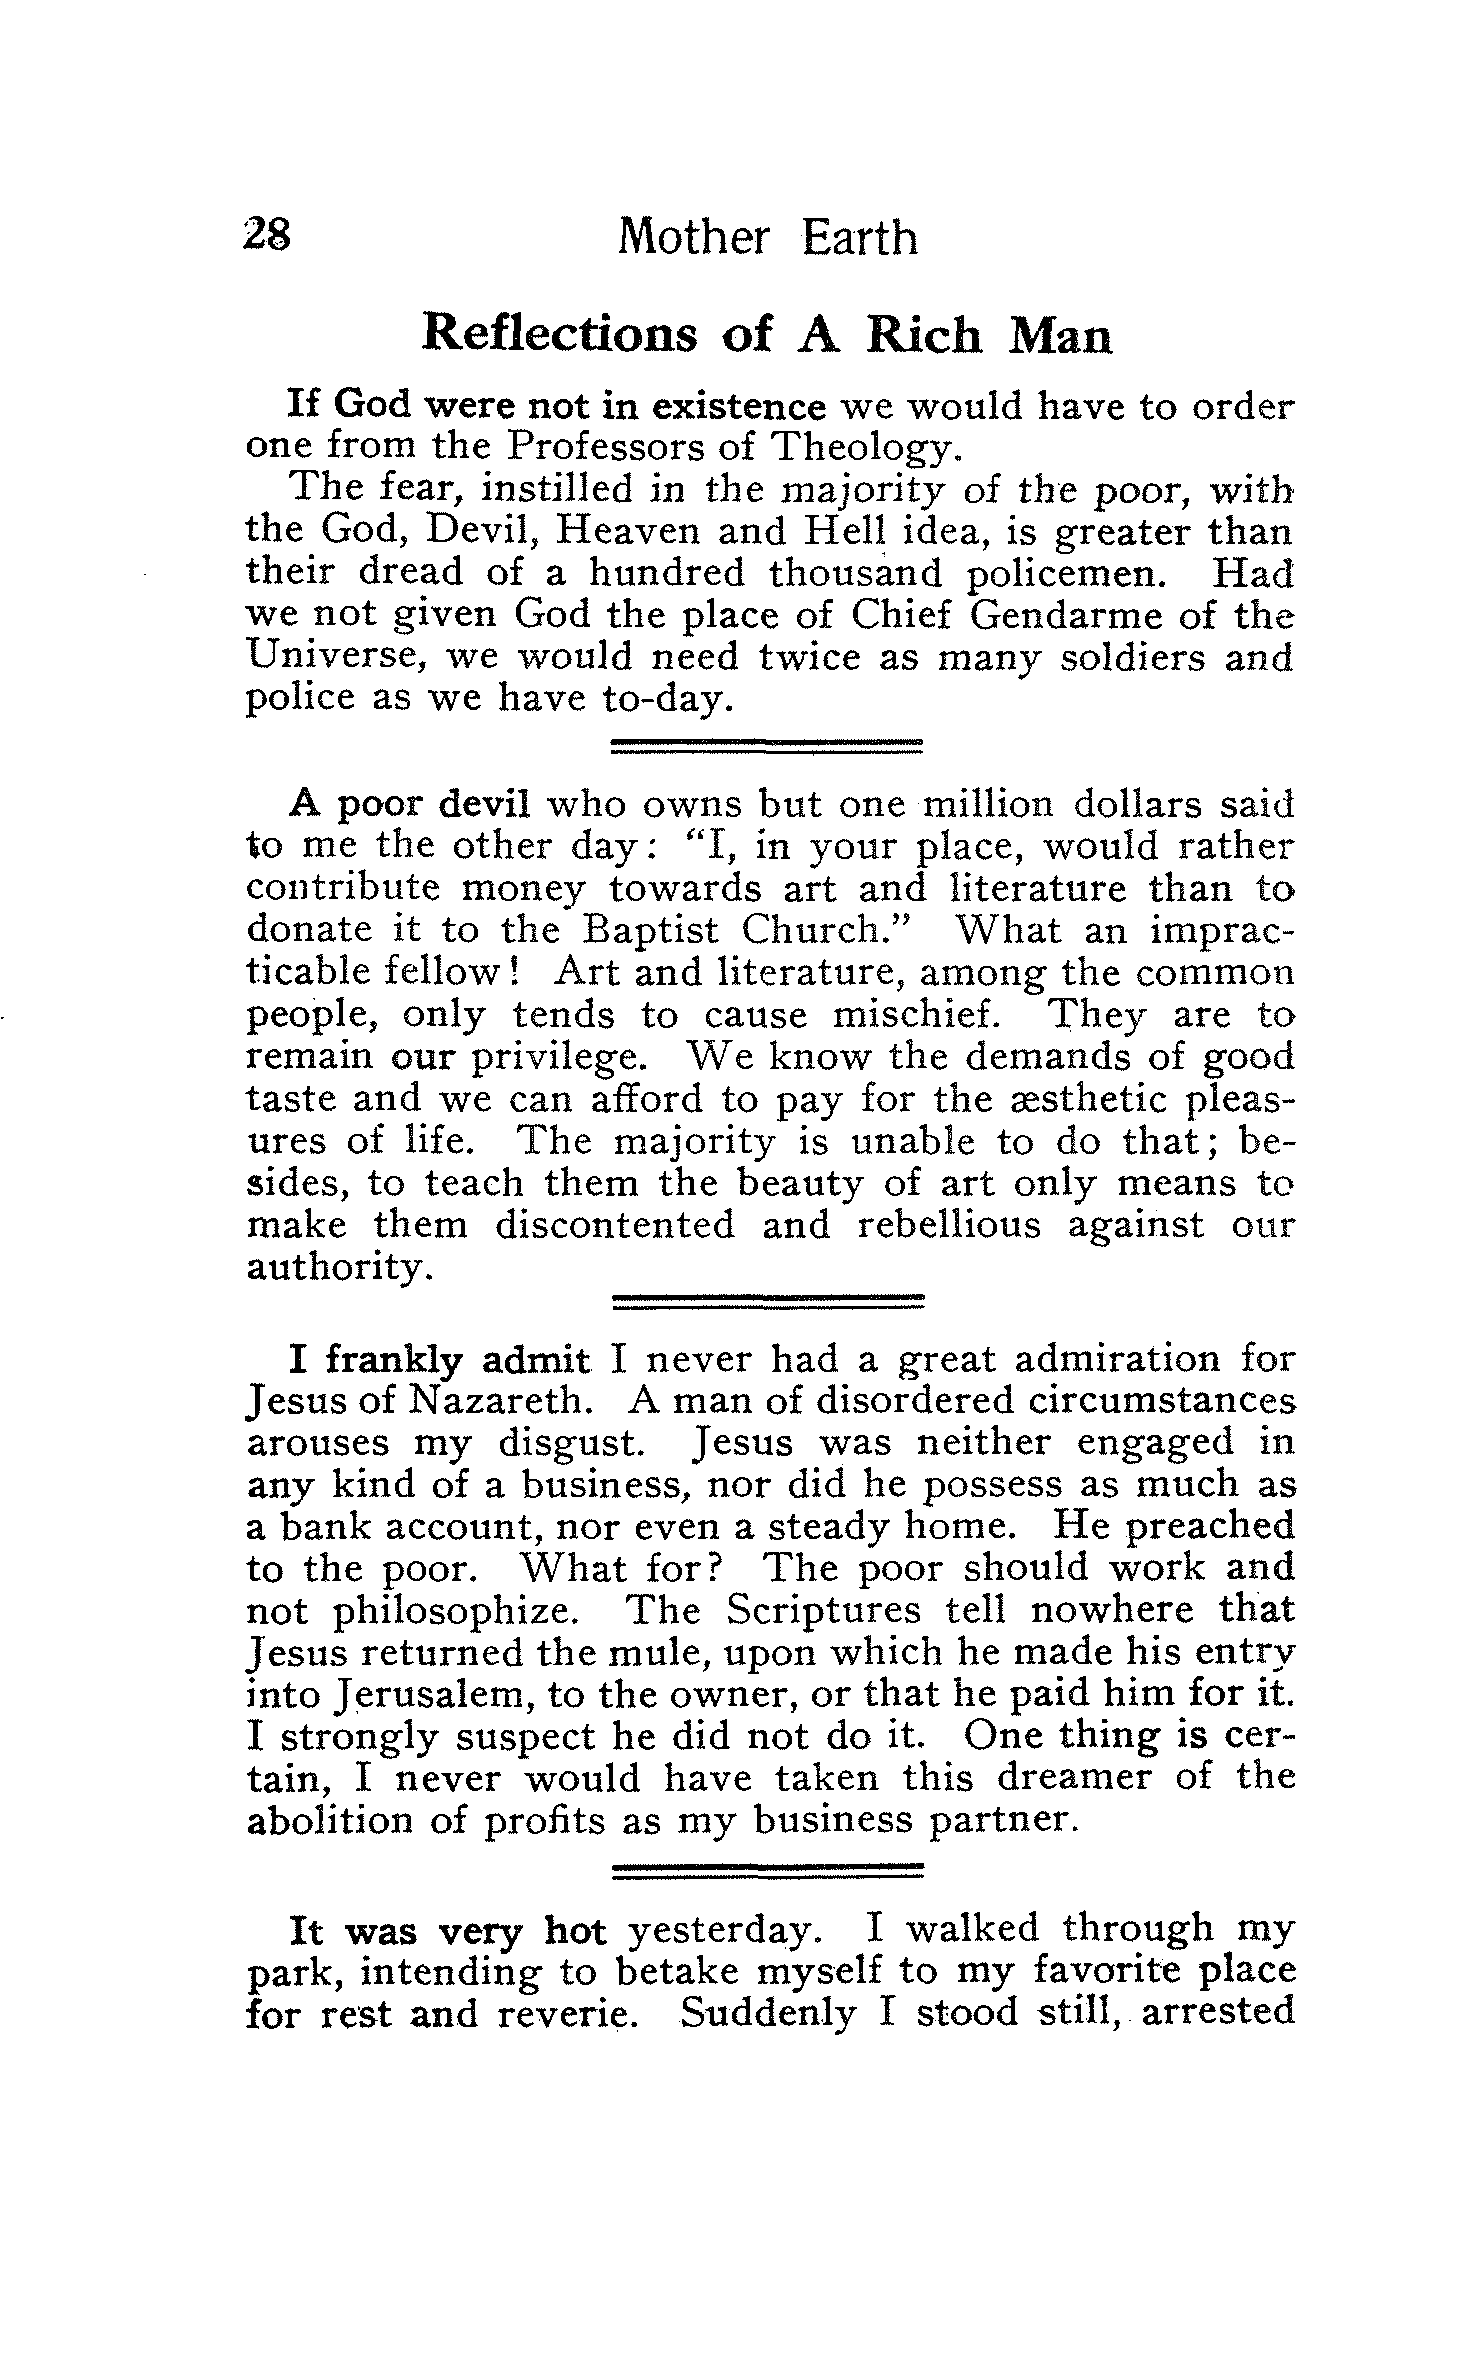 28 Mother Earth
Reflections of A Rich Man
If God were not in existence we would have to order
one from the Professors of Theology.
The fear, instilled in the majority of the poor, with
the God, Devil, Heaven and Hell idea, is greater than
their dread of a hundred thousand policemen. Had
we not given God the place of Chief Gendarme of the
Universe, we would need twice as many soldiers and
police as we have to-day.
A poor devil who owns but one million dollars said
to me the other day: “I, in your place, would rather
contribute money towards art and literature than to
donate it to the Baptist Church.” What an imprac-
ticable fellow! Art and literature, among the common
people, only tends to cause mischief. They are to
remain our privilege. We know the demands of good
taste and we can afford to pay for the æsthetic pleas-
ures of life. The majority is unable to do that; be-
sides, to teach them the beauty of art only means to
make them discontented and rebellious against our
authority.
I frankly admit I never had a great admiration for
Jesus of Nazareth. A man of disordered circumstances
arouses my disgust. Jesus was neither engaged in
any kind of a business, nor did he possess as much as
a bank account, nor even a steady home. He preached
to the poor. What for? The poor should work and
not philosophize. The Scriptures tell nowhere that
Jesus returned the mule, upon which he made his entry
into Jerusalem, to the owner, or that he paid him for it.
I strongly suspect he did not do it. One thing is cer-
tain, I never would have taken this dreamer of the
abolition of profits as my business partner.
It was very hot yesterday. I walked through my
park, intending to betake myself to my favorite place
for rest and reverie. Suddenly I stood still, arrested